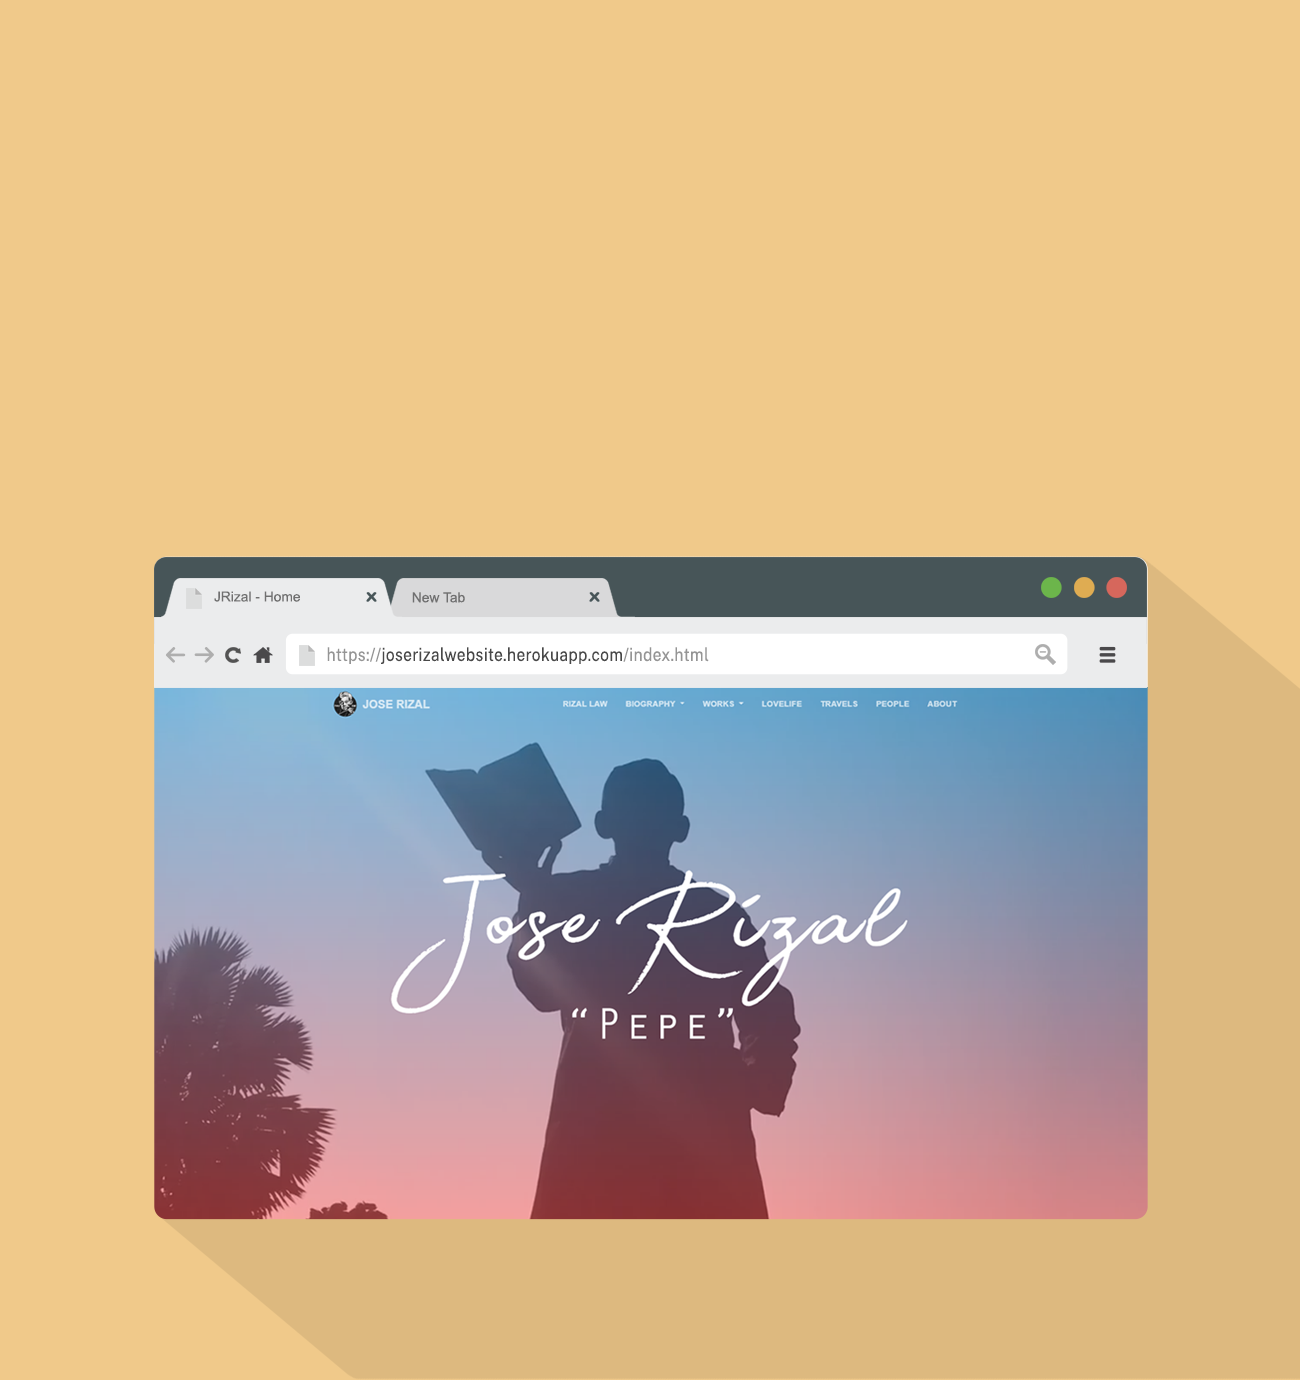 JRizal - Home
New Tab
https://joserizalwebsite.herokuapp.com/index.html
JOSE RIZAL RIZAL LAW BIOGRAPHY WORKS LOVELIFE TRAVELS PEOPLE ABOUT
Jose Rizal
“PEPE”